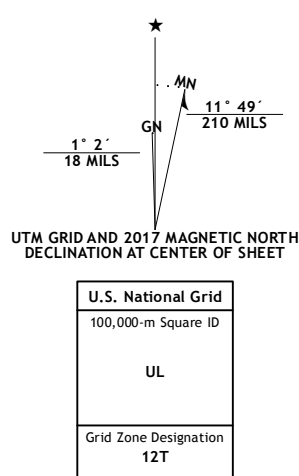 ★
MN
GN
11° 49´
210 MILS
1° 2´
18 MILS
UTM GRID AND 2017 MAGNETIC NORTH
DECLINATION AT CENTER OF SHEET
U.S. National Grid
100,000-m Square ID
UL
Grid Zone Designation
12T